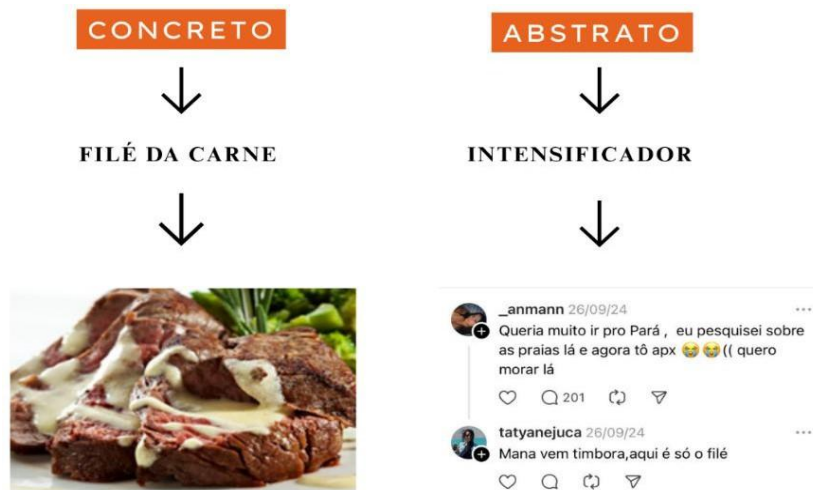 CONCRETO
FILÉ DA CARNE
ABSTRATO
INTENSIFICADOR
_anmann 26/09/24
Queria muito ir pro Pará , eu pesquisei sobre
as praias lá e agora tô apx 😭😭(( quero
morar lá
201
tatyanejuca 26/09/24
Mana vem timbora,aqui é só o filé